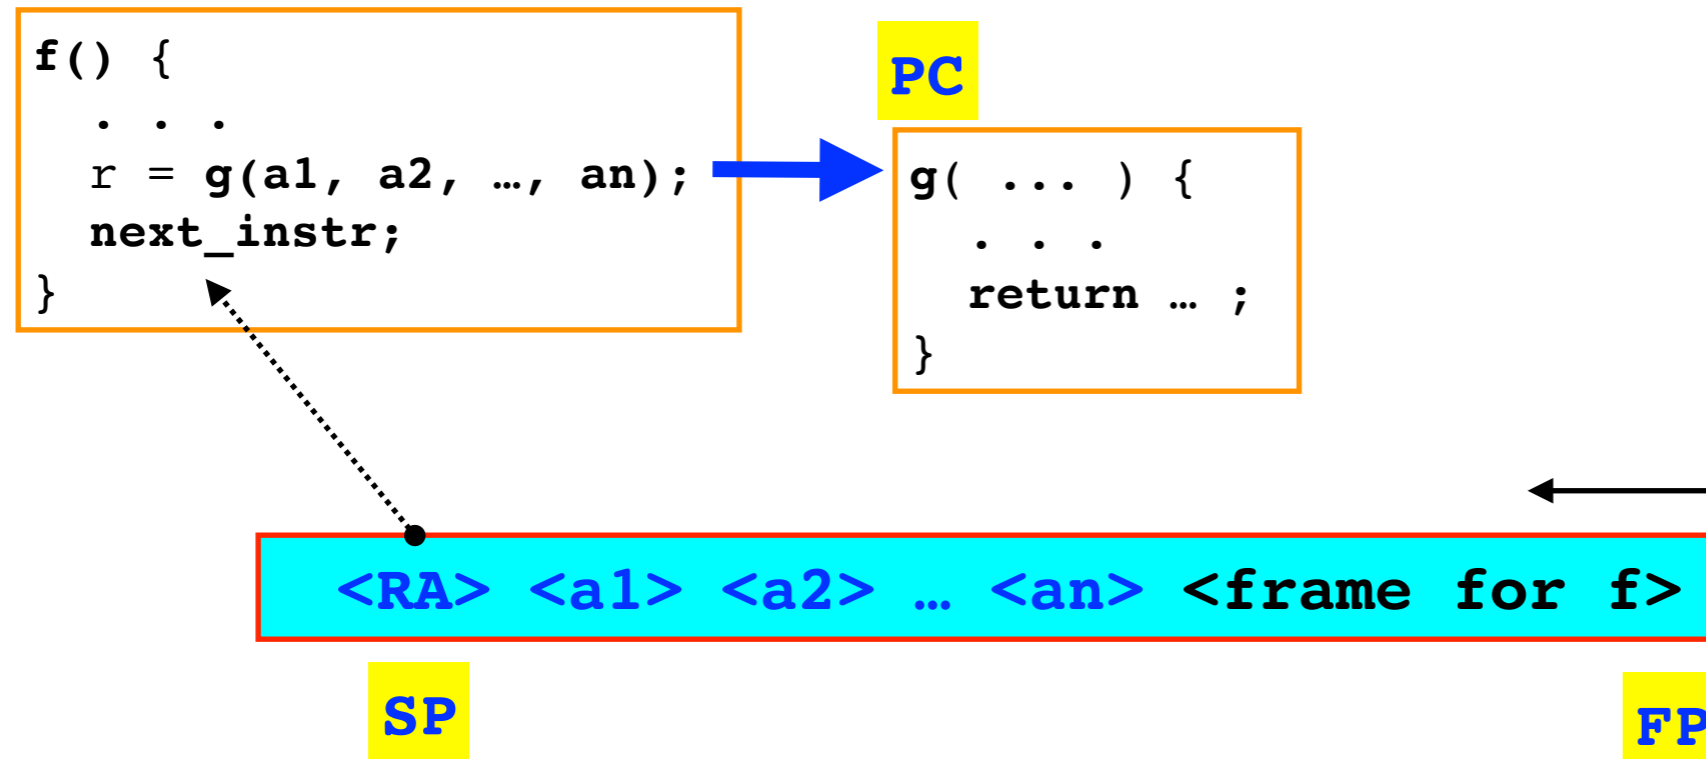 f() {
. . .
r = g(a1, a2, …, an);
next_instr;
}
PC
g( ... ) {
. . .
return … ;
}
<RA> <a1> <a2> … <an> <frame for f>
SP
FP